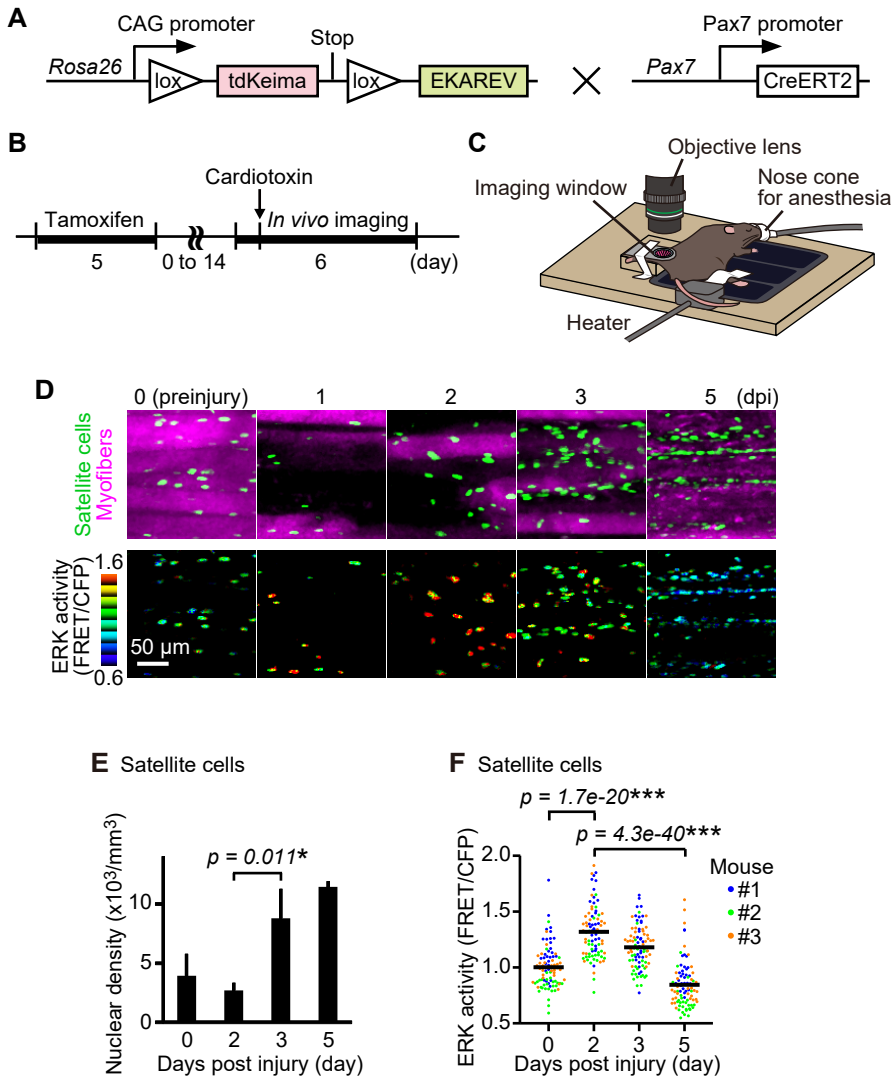 A
CAG promoter
Stop
Pax7 promoter
Rosa26
lox
tdKeima
lox
EKAREV
Pax7
CreERT2
B
Cardiotoxin
Tamoxifen
In vivo imaging
5
0 to 14
6
(day)
C
Objective lens
Imaging window
Nose cone
for anesthesia
Heater
D
0 (preinjury)
1
2
3
5
(dpi)
Satellite cells
Myofibers
ERK activity
(FRET/CFP)
1.6
0.6
50 µm
E Satellite cells
Nuclear density (x10³/mm³)
p = 0.011*
10
5
0
0 2 3 5
Days post injury (day)
F Satellite cells
p = 1.7e-20***
p = 4.3e-40***
ERK activity (FRET/CFP)
2.0
1.5
1.0
0.5
0 2 3 5
Days post injury (day)
Mouse
#1
#2
#3